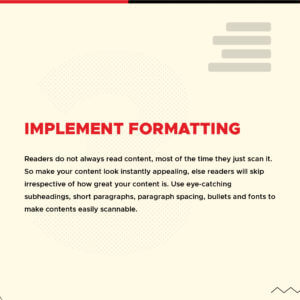 IMPLEMENT FORMATTING
Readers do not always read content, most of the time they just scan it.
So make your content look instantly appealing, else readers will skip
irrespective of how great your content is. Use eye-catching
subheadings, short paragraphs, paragraph spacing, bullets and fonts to
make contents easily scannable.